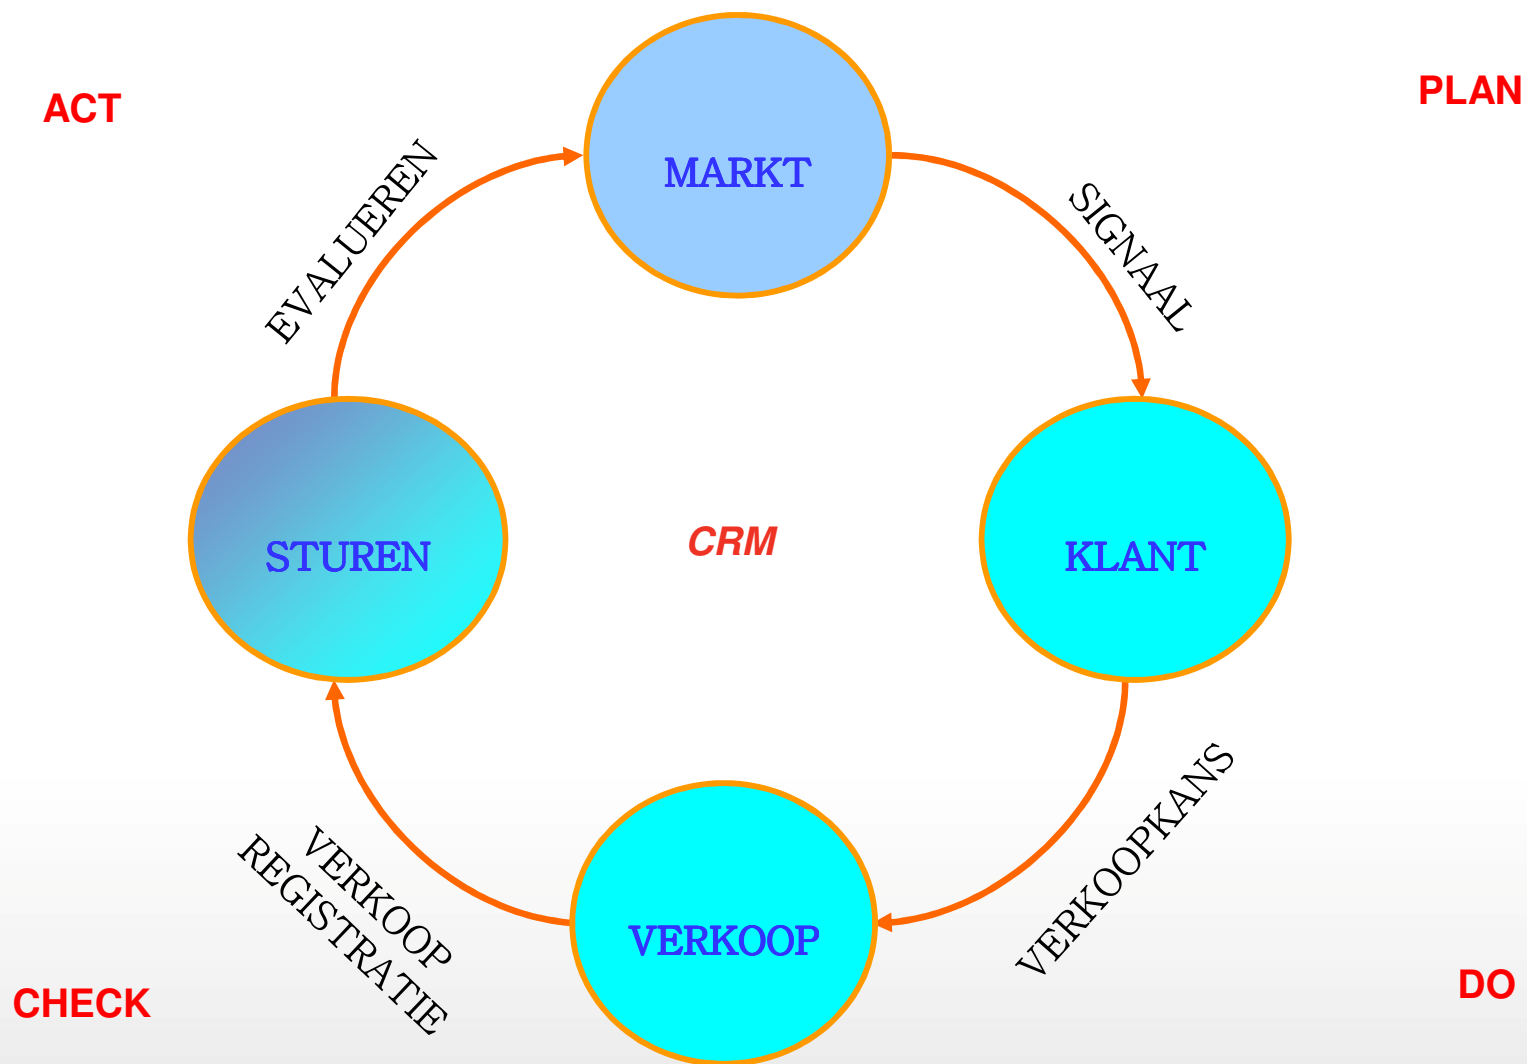 ACT
PLAN
MARKT
EVALUEREN
SIGNAAL
STUREN
CRM
KLANT
VERKOOP
REGISTRATIE
VERKOOPKANS
VERKOOP
CHECK
DO